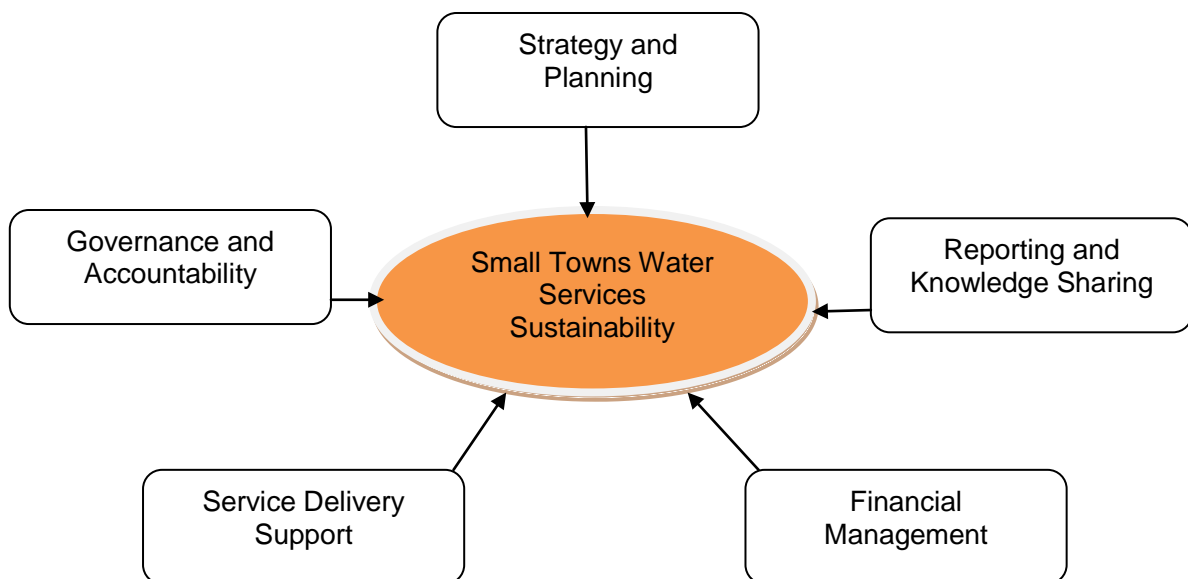 Strategy and
Planning
Governance and
Accountability
Small Towns Water
Services
Sustainability
Reporting and
Knowledge Sharing
Service Delivery
Support
Financial
Management